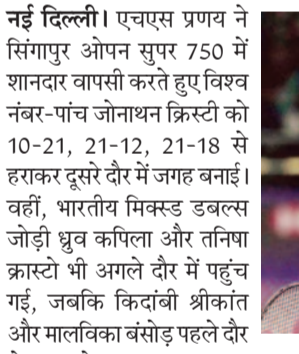 नई दिल्ली। एचएस प्रणय ने
सिंगापुर ओपन सुपर 750 में
शानदार वापसी करते हुए विश्व
नंबर-पांच जोनाथन क्रिस्टी को
10-21, 21-12, 21-18 से
हराकर दूसरे दौर में जगह बनाई।
वहीं, भारतीय मिक्स्ड डबल्स
जोड़ी ध्रुव कपिला और तनिषा
क्रास्टो भी अगले दौर में पहुंच
गई, जबकि किदांबी श्रीकांत
और मालविका बंसोड़ पहले दौर